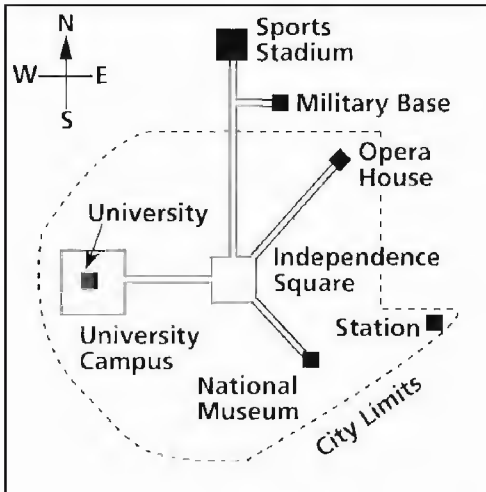 N
W E
S
Sports
Stadium
Military Base
Opera
House
University
Independence
Square
University
Campus
Station
National
Museum
City Limits